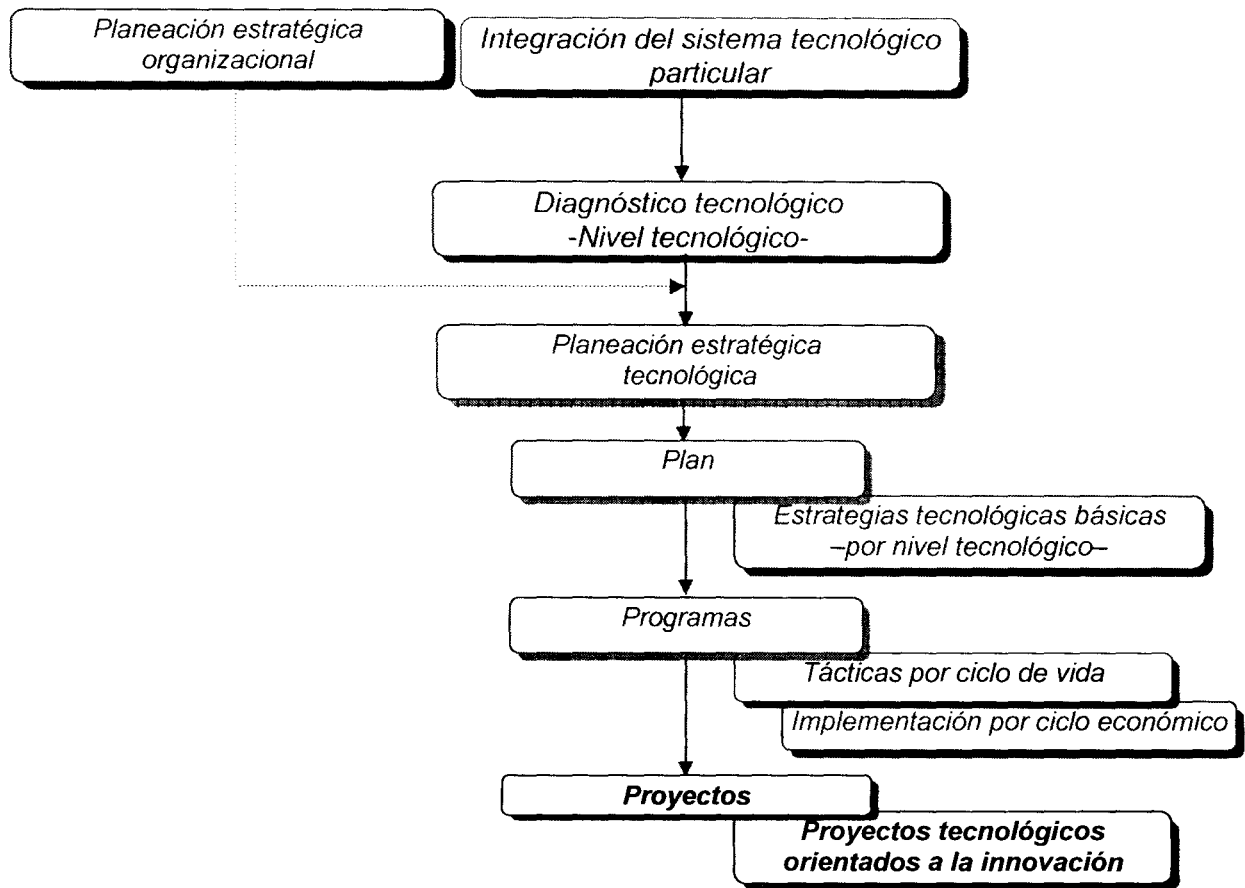 Planeación estratégica
organizacional
Integración del sistema tecnológico
particular
Diagnóstico tecnológico
-Nivel tecnológico-
Planeación estratégica
tecnológica
Plan
Estrategias tecnológicas básicas
–por nivel tecnológico–
Programas
Tácticas por ciclo de vida
Implementación por ciclo económico
Proyectos
Proyectos tecnológicos
orientados a la innovación